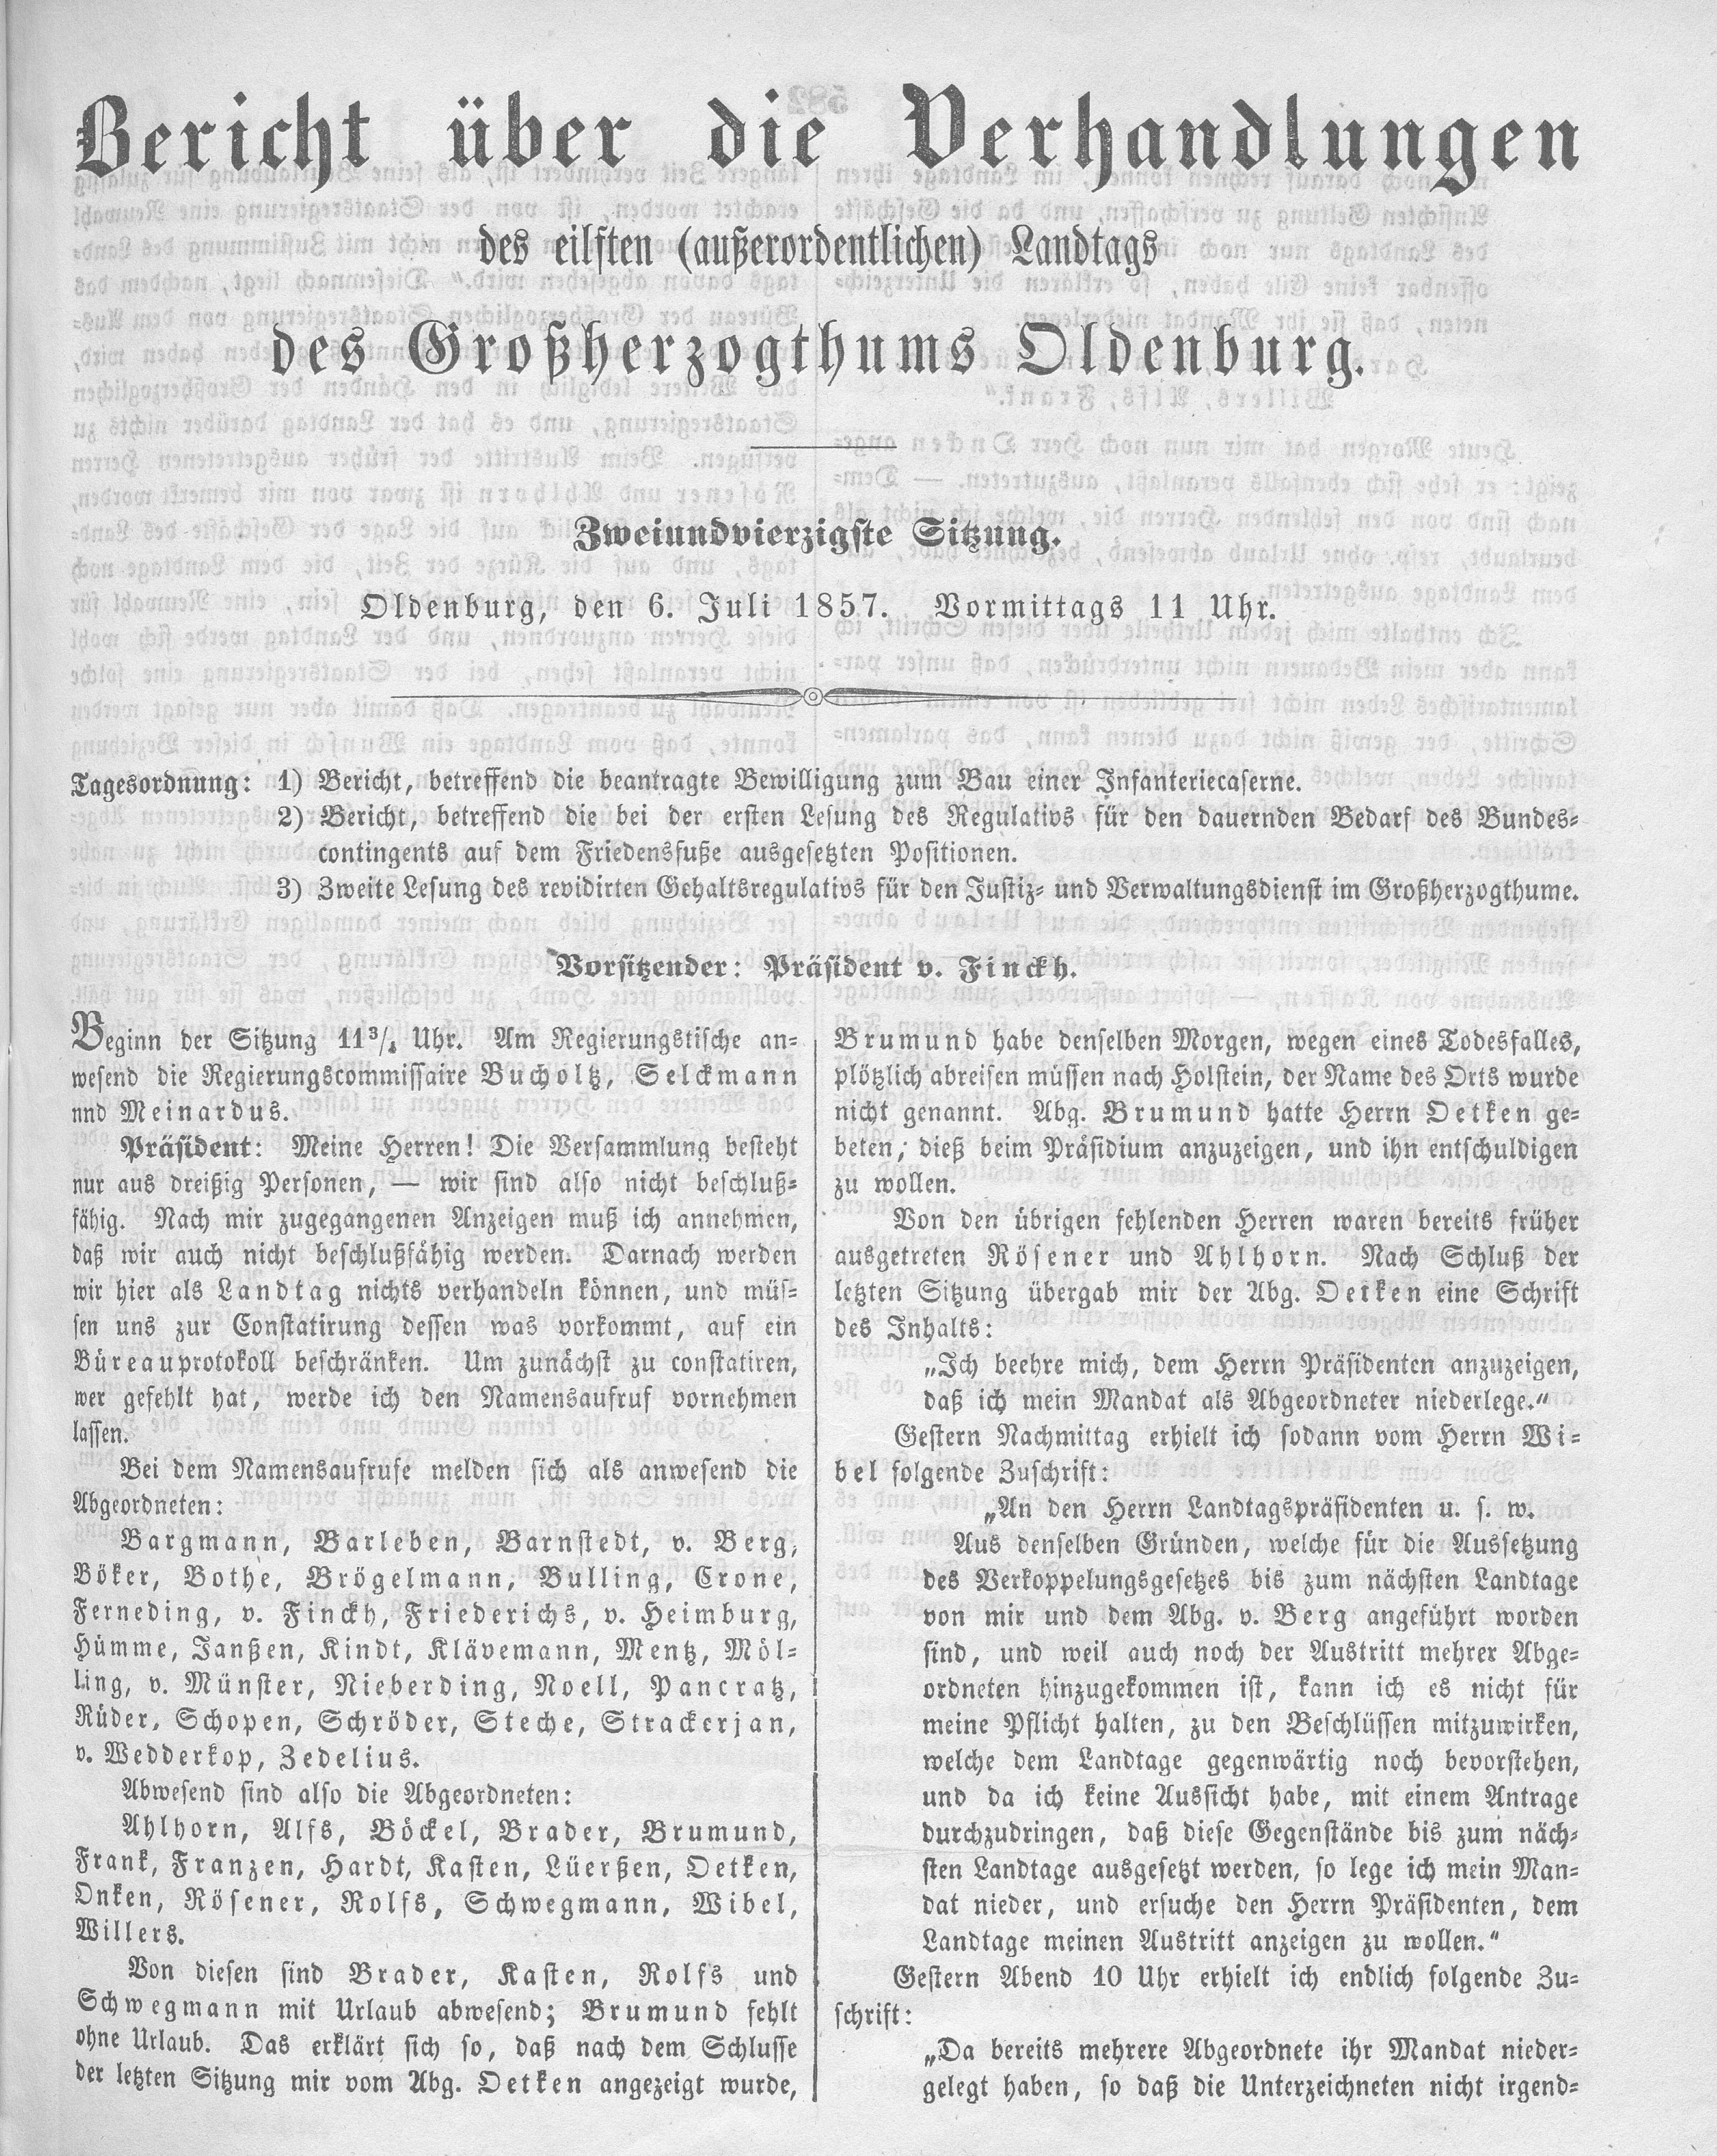 Bericht über die Verhandlungen
des eilften (außerordentlichen) Landtags
des Großherzogthums Oldenburg.
Zweiundvierzigste Sitzung.
Oldenburg, den 6. Juli 1857. Vormittags 11 Uhr.
Tagesordnung: 1) Bericht, betreffend die beantragte Bewilligung zum Bau einer Infanteriecaserne.
2) Bericht, betreffend die bei der ersten Lesung des Regulativs für den dauernden Bedarf des Bundes-
contingents auf dem Friedensfuße ausgesetzten Positionen.
3) Zweite Lesung des revidirten Gehaltsregulativs für den Justiz- und Verwaltungsdienst im Großherzogthume.
Vorsitzender: Präsident v. Finckh.
Beginn der Sitzung 11¾ Uhr. Am Regierungstische an-
wesend die Regierungscommissaire Bucholtz, Selckmann
nnd Meinardus.
Präsident: Meine Herren! Die Versammlung besteht
nur aus dreißig Personen, — wir sind also nicht beschluß-
fähig. Nach mir zugegangenen Anzeigen muß ich annehmen,
daß wir auch nicht beschlußfähig werden. Darnach werden
wir hier als Landtag nichts verhandeln können, und müs-
sen uns zur Constatirung dessen was vorkommt, auf ein
Büreauprotokoll beschränken. Um zunächst zu constatiren,
wer gefehlt hat, werde ich den Namensaufruf vornehmen
lassen.
Bei dem Namensaufrufe melden sich als anwesend die
Abgeordneten:
Bargmann, Barleben, Barnstedt, v. Berg,
Böker, Bothe, Brögelmann, Bulling, Crone,
Ferneding, v. Finckh, Friederichs, v. Heimburg,
Hümme, Janßen, Kindt, Klävemann, Mentz, Möl-
ling, v. Münster, Nieberding, Noell, Pancratz,
Rüder, Schopen, Schröder, Steche, Strackerjan,
v. Wedderkop, Zedelius.
Abwesend sind also die Abgeordneten:
Ahlhorn, Alfs, Böckel, Brader, Brumund,
Frank, Franzen, Hardt, Kasten, Lüerßen, Oetken,
Onken, Rösener, Rolfs, Schwegmann, Wibel,
Willers.
Von diesen sind Brader, Kasten, Rolfs und
Schwegmann mit Urlaub abwesend; Brumund fehlt
ohne Urlaub. Das erklärt sich so, daß nach dem Schlusse
der letzten Sitzung mir vom Abg. Oetken angezeigt wurde,
Brumund habe denselben Morgen, wegen eines Todesfalles,
plötzlich abreisen müssen nach Holstein, der Name des Orts wurde
nicht genannt. Abg. Brumund hatte Herrn Oetken ge-
beten, dieß beim Präsidium anzuzeigen, und ihn entschuldigen
zu wollen.
Von den übrigen fehlenden Herren waren bereits früher
ausgetreten Rösener und Ahlhorn. Nach Schluß der
letzten Sitzung übergab mir der Abg. Oetken eine Schrift
des Inhalts:
„Ich beehre mich, dem Herrn Präsidenten anzuzeigen,
daß ich mein Mandat als Abgeordneter niederlege.“
Gestern Nachmittag erhielt ich sodann vom Herrn Wi-
bel folgende Zuschrift:
„An den Herrn Landtagspräsidenten u. s. w.
Aus denselben Gründen, welche für die Aussetzung
des Verkoppelungsgesetzes bis zum nächsten Landtage
von mir und dem Abg. v. Berg angeführt worden
sind, und weil auch noch der Austritt mehrer Abge-
ordneten hinzugekommen ist, kann ich es nicht für
meine Pflicht halten, zu den Beschlüssen mitzuwirken,
welche dem Landtage gegenwärtig noch bevorstehen,
und da ich keine Aussicht habe, mit einem Antrage
durchzudringen, daß diese Gegenstände bis zum näch-
sten Landtage ausgesetzt werden, so lege ich mein Man-
dat nieder, und ersuche den Herrn Präsidenten, dem
Landtage meinen Austritt anzeigen zu wollen.“
Gestern Abend 10 Uhr erhielt ich endlich folgende Zu-
schrift:
„Da bereits mehrere Abgeordnete ihr Mandat nieder-
gelegt haben, so daß die Unterzeichneten nicht irgend-